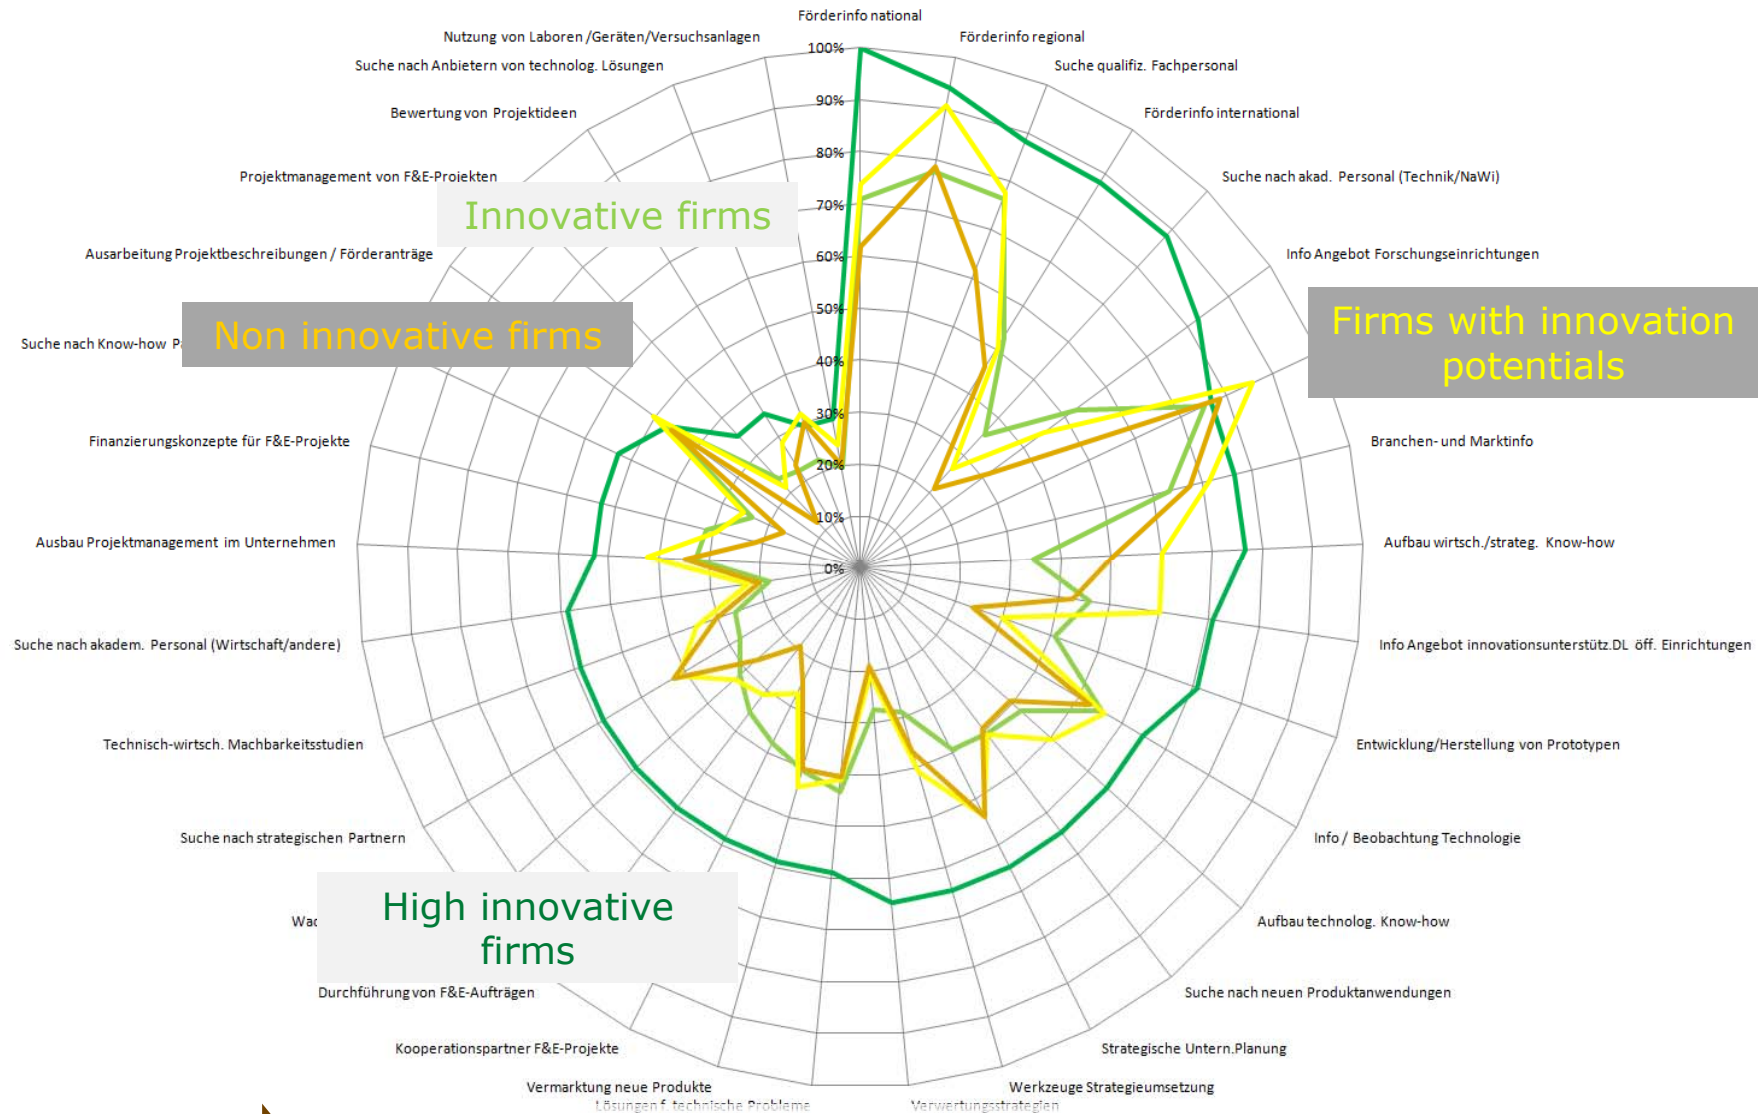 Förderinfo national
Nutzung von Laboren /Geräten/Versuchsanlagen
Förderinfo regional
100%
Suche nach Anbietern von technolog. Lösungen
Suche qualifiz. Fachpersonal
90%
Bewertung von Projektideen
Förderinfo international
80%
Projektmanagement von F&E-Projekten
Suche nach akad. Personal (Technik/NaWi)
Innovative firms
70%
Ausarbeitung Projektbeschreibungen / Förderanträge
Info Angebot Forschungseinrichtungen
60%
50%
Non innovative firms
Firms with innovation
potentials
Suche nach Know-how
40%
30%
Finanzierungskonzepte für F&E-Projekte
Branchen- und Marktinfo
20%
10%
Ausbau Projektmanagement im Unternehmen
Aufbau wirtsch./strateg. Know-how
0%
Suche nach akadem. Personal (Wirtschaft/andere)
Info Angebot innovationsunterstütz.DL öff. Einrichtungen
Technisch-wirtsch. Machbarkeitsstudien
Entwicklung/Herstellung von Prototypen
Suche nach strategischen Partnern
Info / Beobachtung Technologie
High innovative
firms
Aufbau technolog. Know-how
Durchführung von F&E-Aufträgen
Suche nach neuen Produktanwendungen
Kooperationspartner F&E-Projekte
Strategische Untern.Planung
Vermarktung neue Produkte
Werkzeuge Strategieumsetzung
Lösungen f. technische Probleme
Verwertungsstrategien